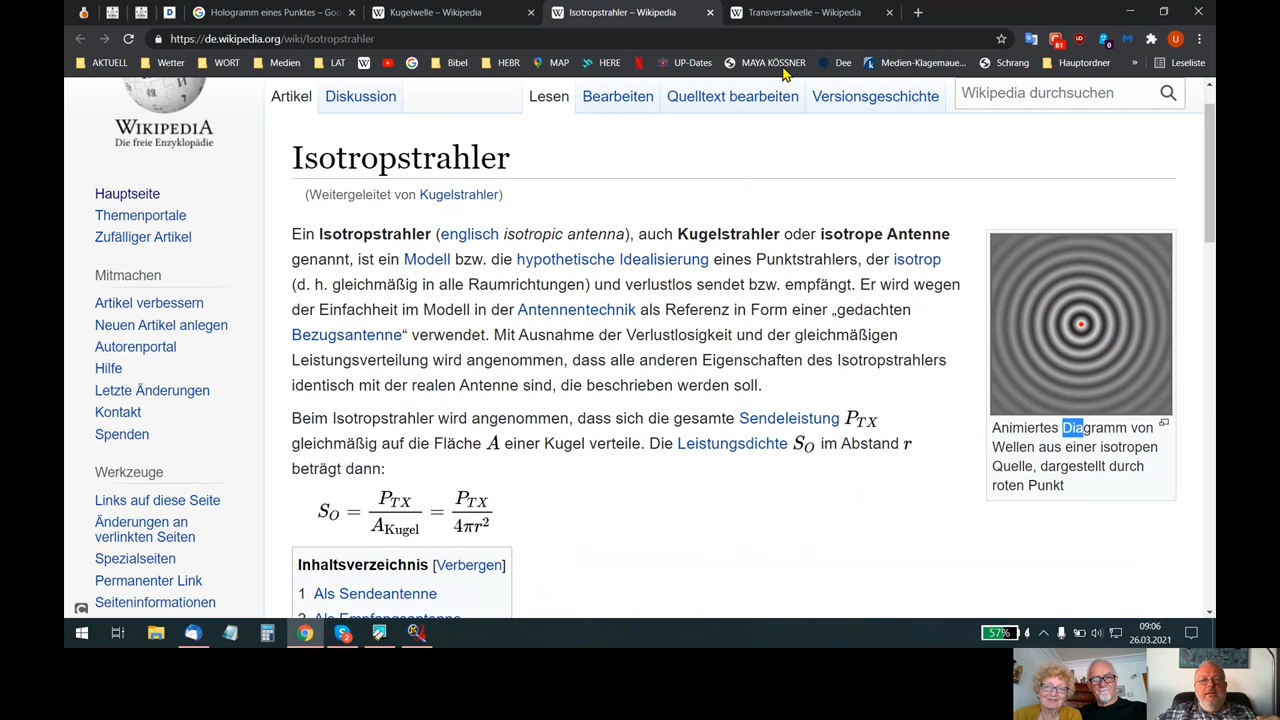 Hologramm eines Punktes – Goo
Kugelwelle – Wikipedia
Isotropstrahler – Wikipedia
Transversalwelle – Wikipedia
https://de.wikipedia.org/wiki/Isotropstrahler
81
0
U
AKTUELL
Wetter
WORT
Medien
LAT
Bibel
HEBR
MAP
HERE
UP-Dates
MAYA KÖSSNER
Dee
Medien-Klagemaue...
Schrang
Hauptordner
»
Leseliste
WIKIPEDIA
Die freie Enzyklopädie
Artikel
Diskussion
Lesen
Bearbeiten
Quelltext bearbeiten
Versionsgeschichte
Wikipedia durchsuchen
Hauptseite
Themenportale
Zufälliger Artikel
Mitmachen
Artikel verbessern
Neuen Artikel anlegen
Autorenportal
Hilfe
Letzte Änderungen
Kontakt
Spenden
Werkzeuge
Links auf diese Seite
Änderungen an
verlinkten Seiten
Spezialseiten
Permanenter Link
Seiteninformationen
Isotropstrahler
(Weitergeleitet von Kugelstrahler)
Ein Isotropstrahler (englisch isotropic antenna), auch Kugelstrahler oder isotrope Antenne
genannt, ist ein Modell bzw. die hypothetische Idealisierung eines Punktstrahlers, der isotrop
(d. h. gleichmäßig in alle Raumrichtungen) und verlustlos sendet bzw. empfängt. Er wird wegen
der Einfachheit im Modell in der Antennentechnik als Referenz in Form einer „gedachten
Bezugsantenne“ verwendet. Mit Ausnahme der Verlustlosigkeit und der gleichmäßigen
Leistungsverteilung wird angenommen, dass alle anderen Eigenschaften des Isotropstrahlers
identisch mit der realen Antenne sind, die beschrieben werden soll.
Beim Isotropstrahler wird angenommen, dass sich die gesamte Sendeleistung P_TX
gleichmäßig auf die Fläche A einer Kugel verteile. Die Leistungsdichte S_O im Abstand r
beträgt dann:
S_O = P_TX / A_Kugel = P_TX / 4πr²
Inhaltsverzeichnis [Verbergen]
1 Als Sendeantenne
2 Als Empfangsantenne
Animiertes Diagramm von
Wellen aus einer isotropen
Quelle, dargestellt durch
roten Punkt
57%
09:06
26.03.2021